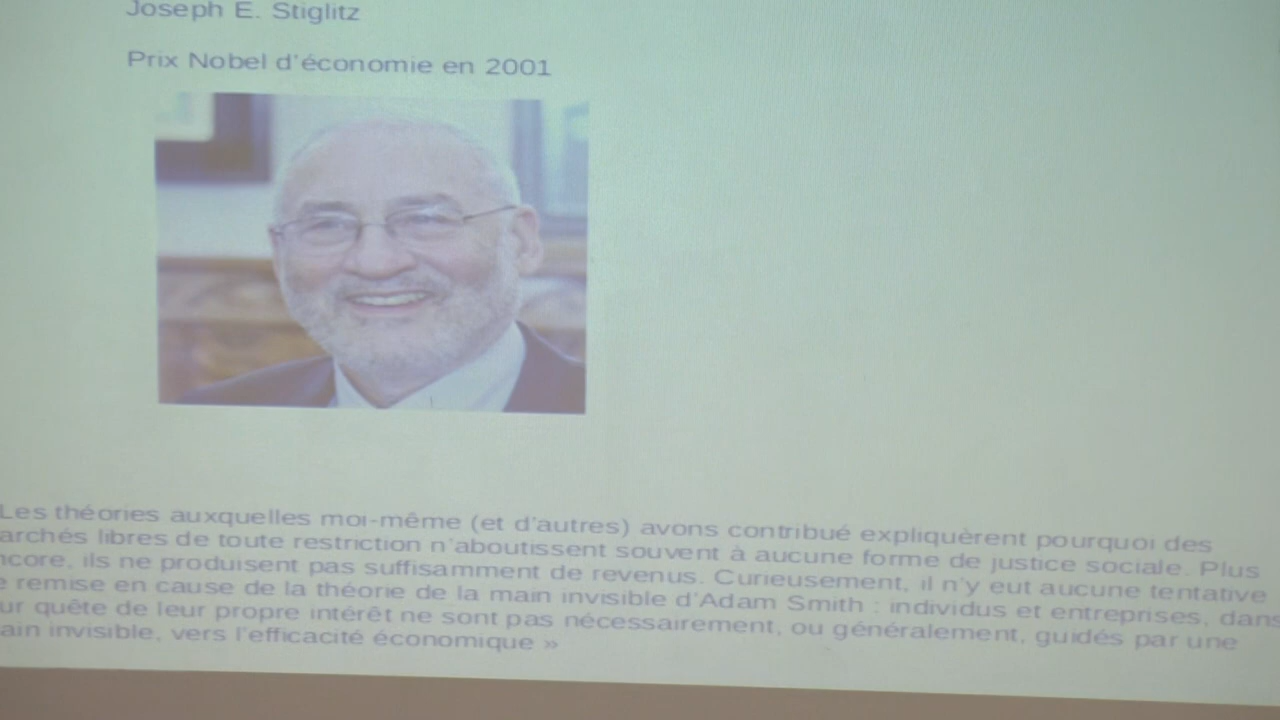 Joseph E. Stiglitz
Prix Nobel d'économie en 2001
Les théories auxquelles moi-même (et d'autres) avons contribué expliquèrent pourquoi des
archés libres de toute restriction n'aboutissent souvent à aucune forme de justice sociale. Plus
ncore, ils ne produisent pas suffisamment de revenus. Curieusement, il n'y eut aucune tentative
e remise en cause de la théorie de la main invisible d'Adam Smith : individus et entreprises, dans
ur quête de leur propre intérêt ne sont pas nécessairement, ou généralement, guidés par une
ain invisible, vers l'efficacité économique »